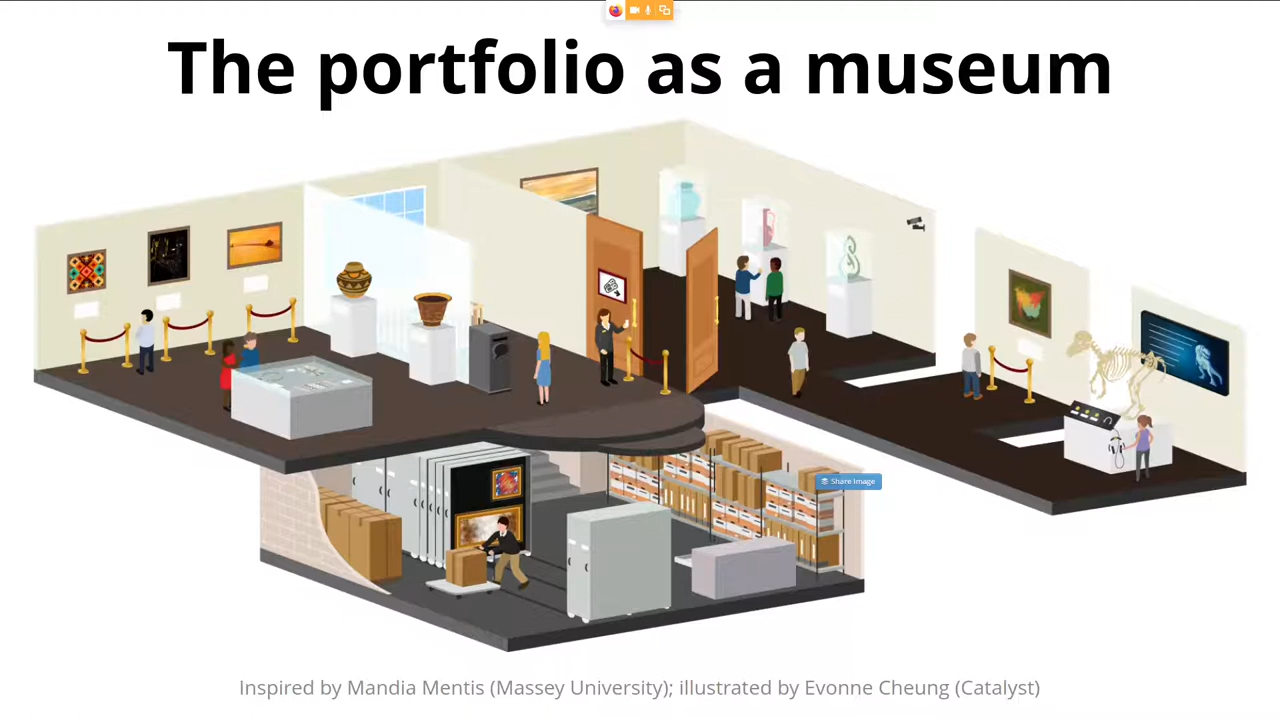 The portfolio as a museum
Share Image
Inspired by Mandia Mentis (Massey University); illustrated by Evonne Cheung (Catalyst)